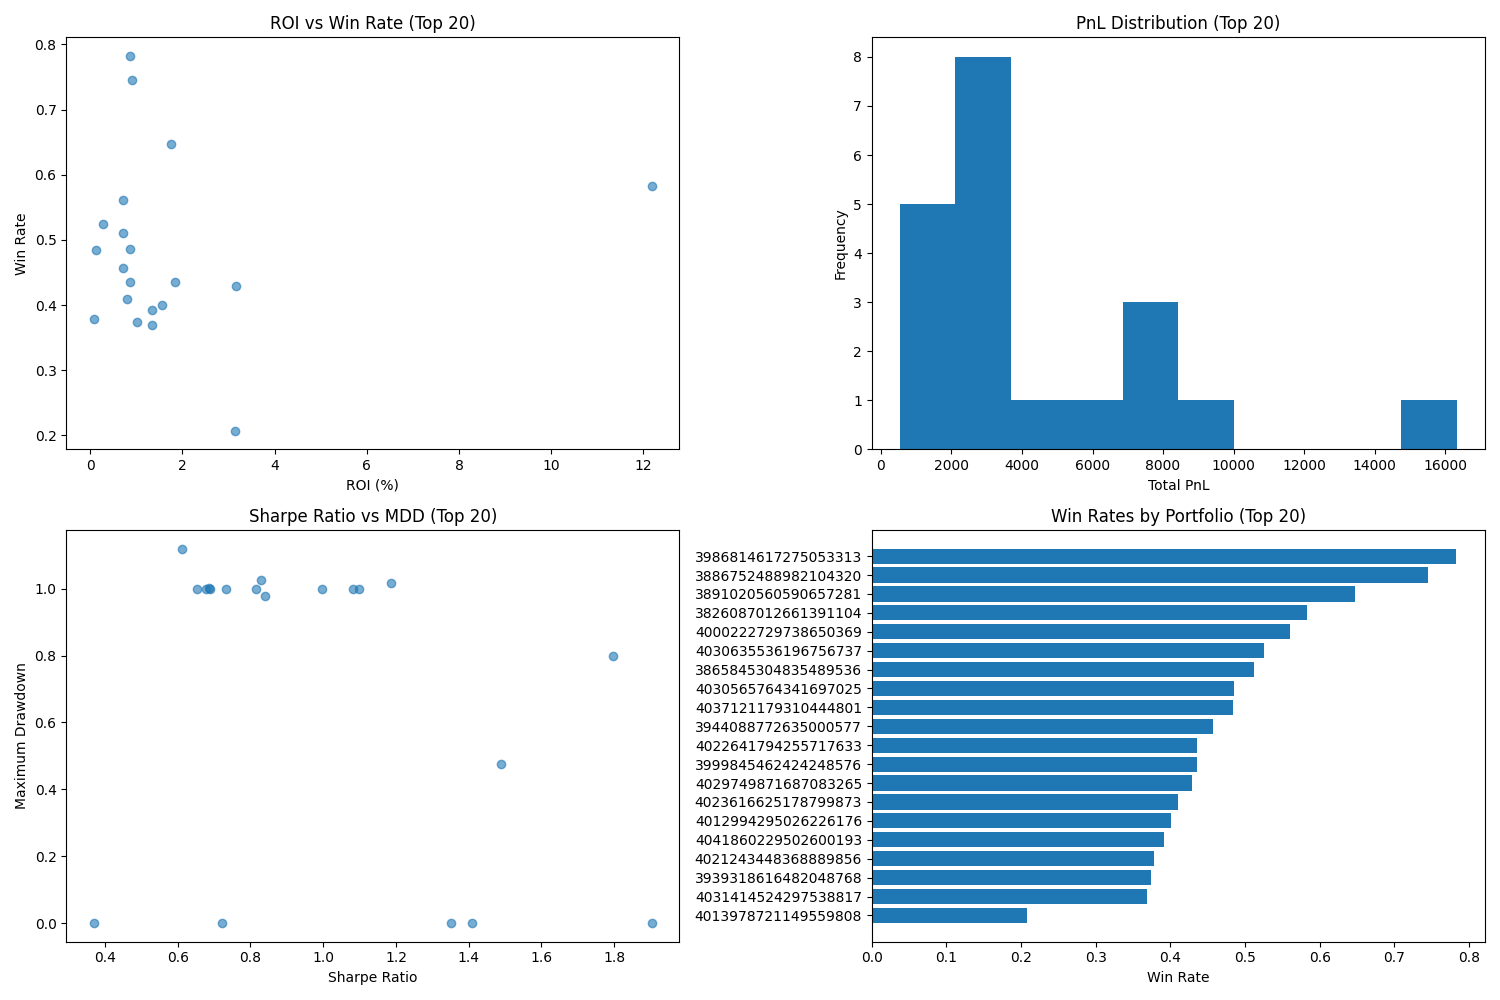 ROI vs Win Rate (Top 20)
0.8
0.7
0.6
0.5
0.4
0.3
0.2
Win Rate
0 2 4 6 8 10 12
ROI (%)
PnL Distribution (Top 20)
8
7
6
5
4
3
2
1
0
Frequency
0 2000 4000 6000 8000 10000 12000 14000 16000
Total PnL
Sharpe Ratio vs MDD (Top 20)
1.0
0.8
0.6
0.4
0.2
0.0
Maximum Drawdown
0.4 0.6 0.8 1.0 1.2 1.4 1.6 1.8
Sharpe Ratio
Win Rates by Portfolio (Top 20)
3986814617275053313
3886752488982104320
3891020560590657281
3826087012661391104
4000222729738650369
4030635536196756737
3865845304835489536
4030565764341697025
4037121179310444801
3944088772635000577
4022641794255717633
3999845462424248576
4029749871687083265
4023616625178799873
4012994295026226176
4041860229502600193
4021243448368889856
3939318616482048768
4031414524297538817
4013978721149559808
0.0 0.1 0.2 0.3 0.4 0.5 0.6 0.7 0.8
Win Rate